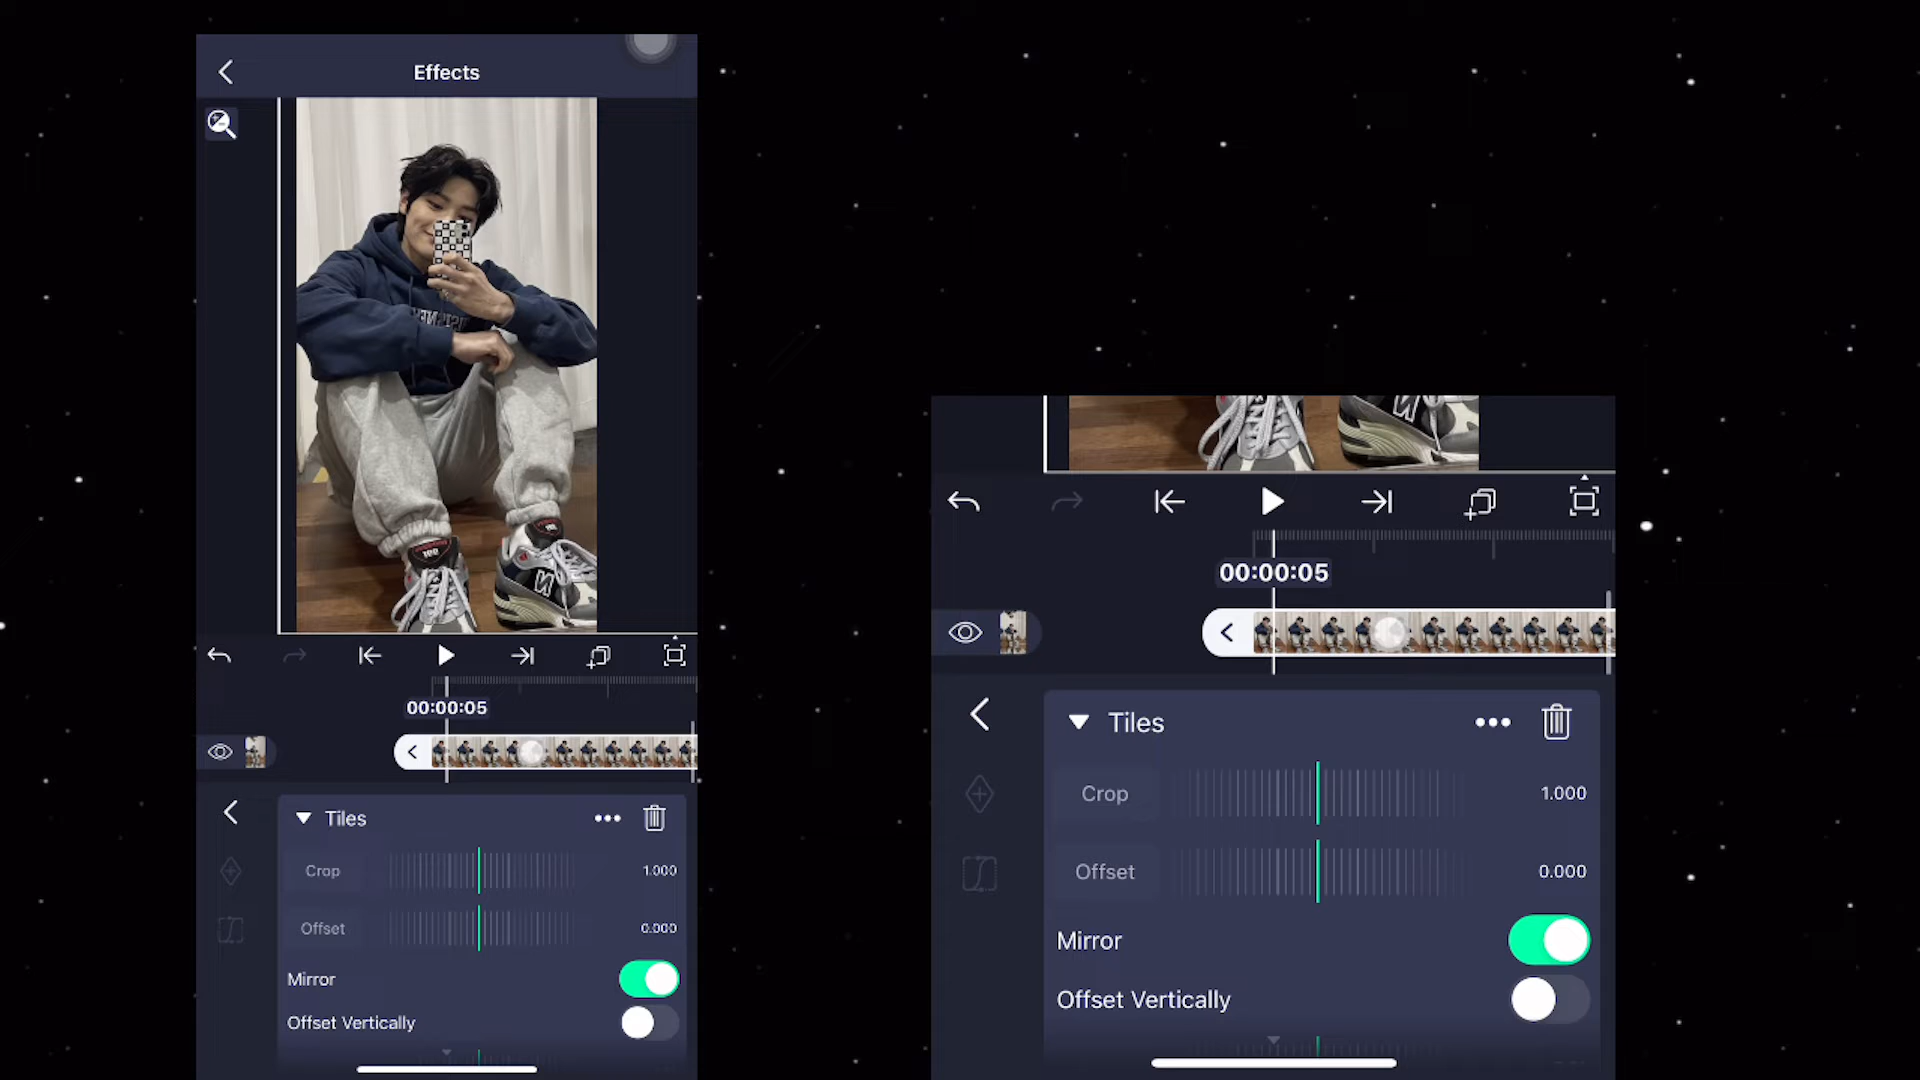 Effects
00:00:05
Tiles
Crop
1.000
Offset
0.000
Mirror
Offset Vertically
00:00:05
Tiles
Crop
1.000
Offset
0.000
Mirror
Offset Vertically